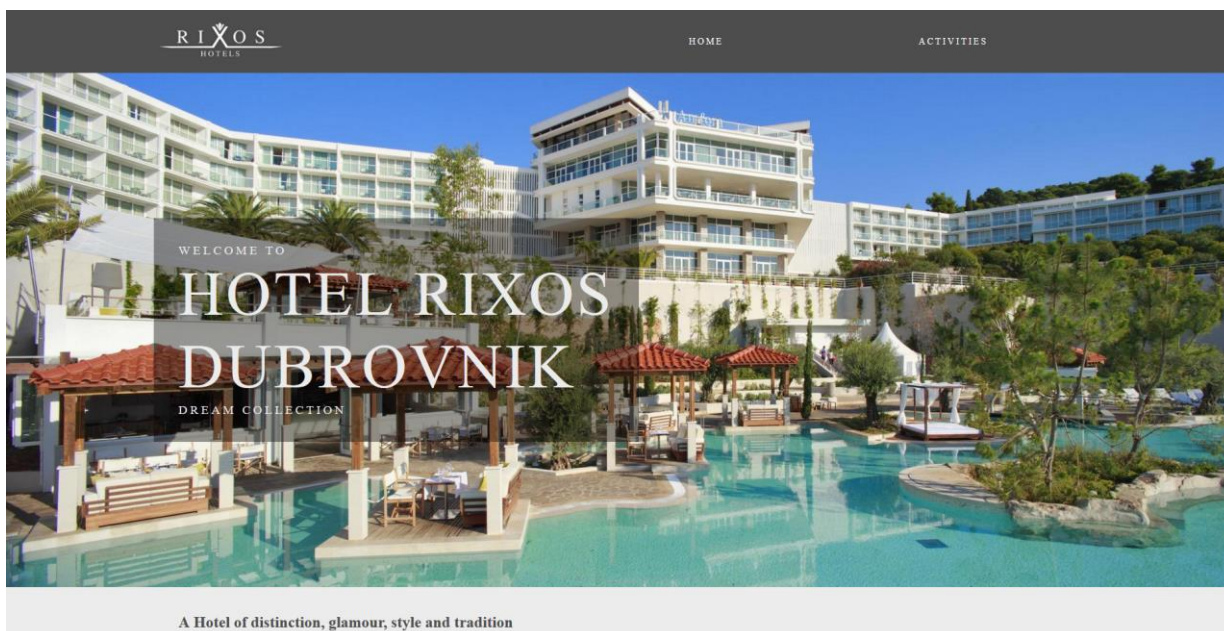 RIXOS
HOTELS
HOME
ACTIVITIES
WELCOME TO
HOTEL RIXOS
DUBROVNIK
DREAM COLLECTION
A Hotel of distinction, glamour, style and tradition